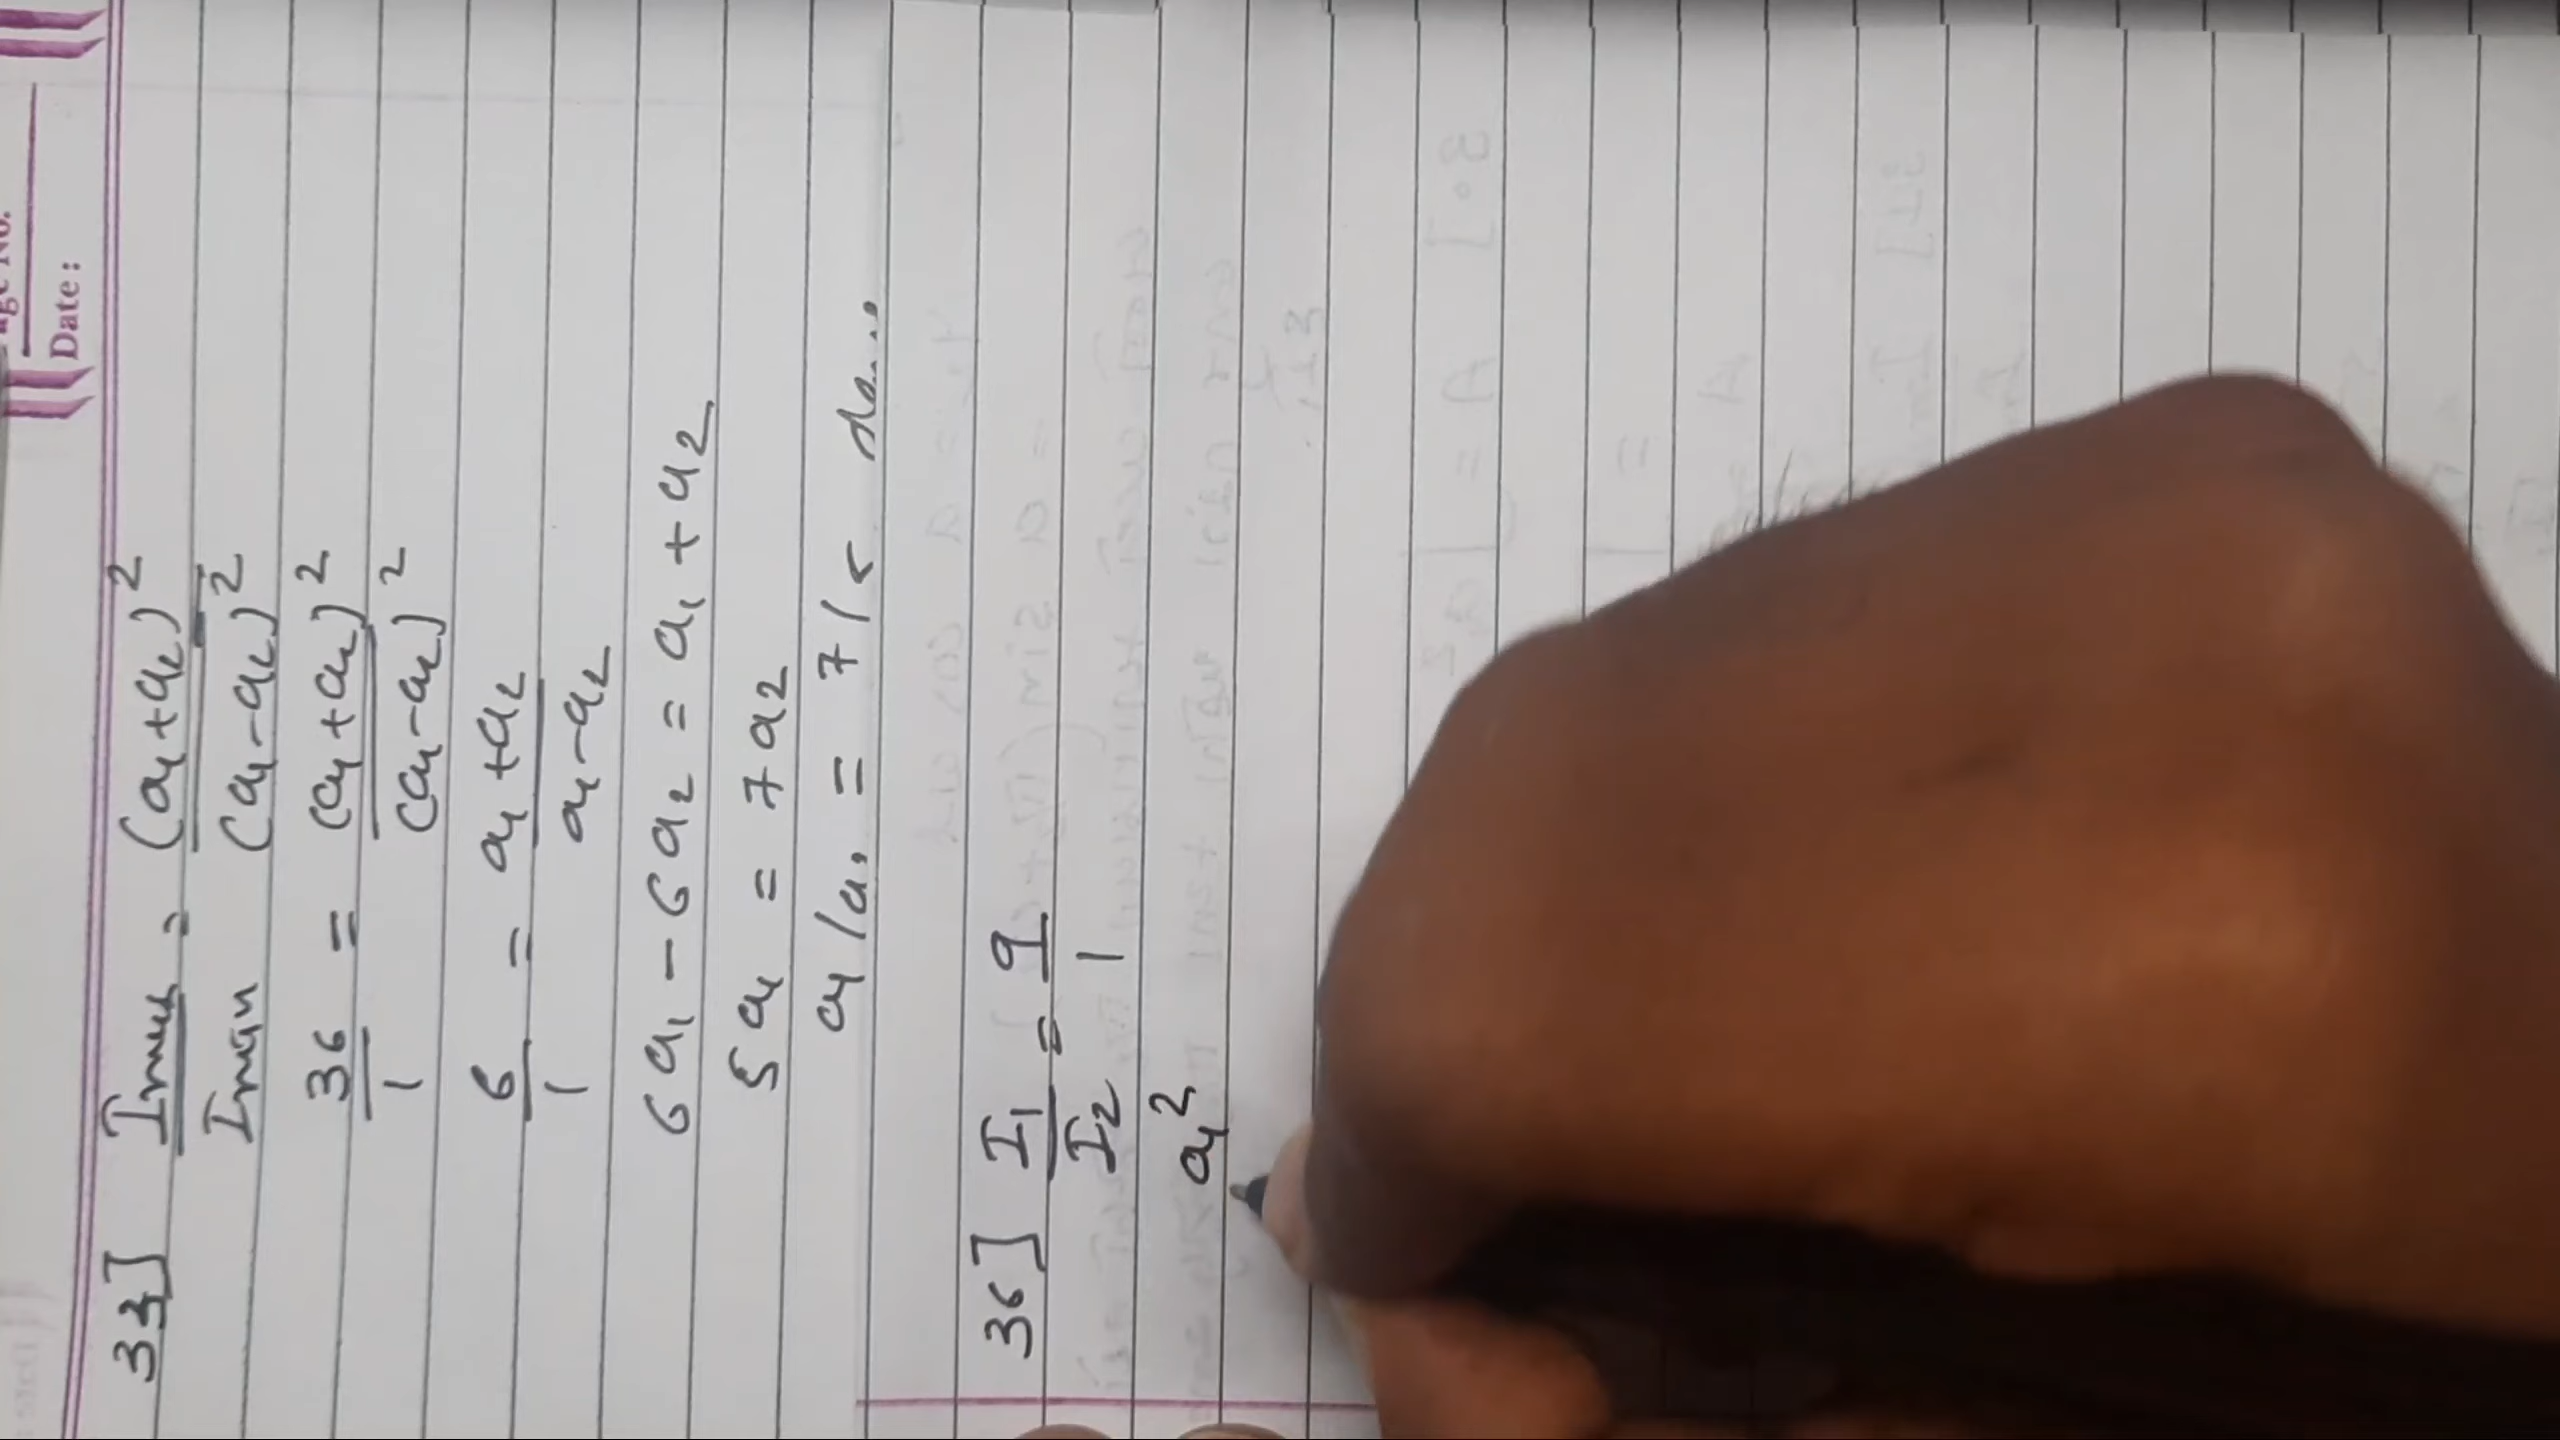 Date:
33] Imax = (a1+a2)^2
Imin (a1-a2)^2
36 = (a1+a2)^2
1 (a1-a2)^2
6 = a1+a2
1 a1-a2
6a1-6a2 = a1+a2
5a1 = 7a2
a1/a2 = 7/5
36] I1 = 9
I2 1
a1^2